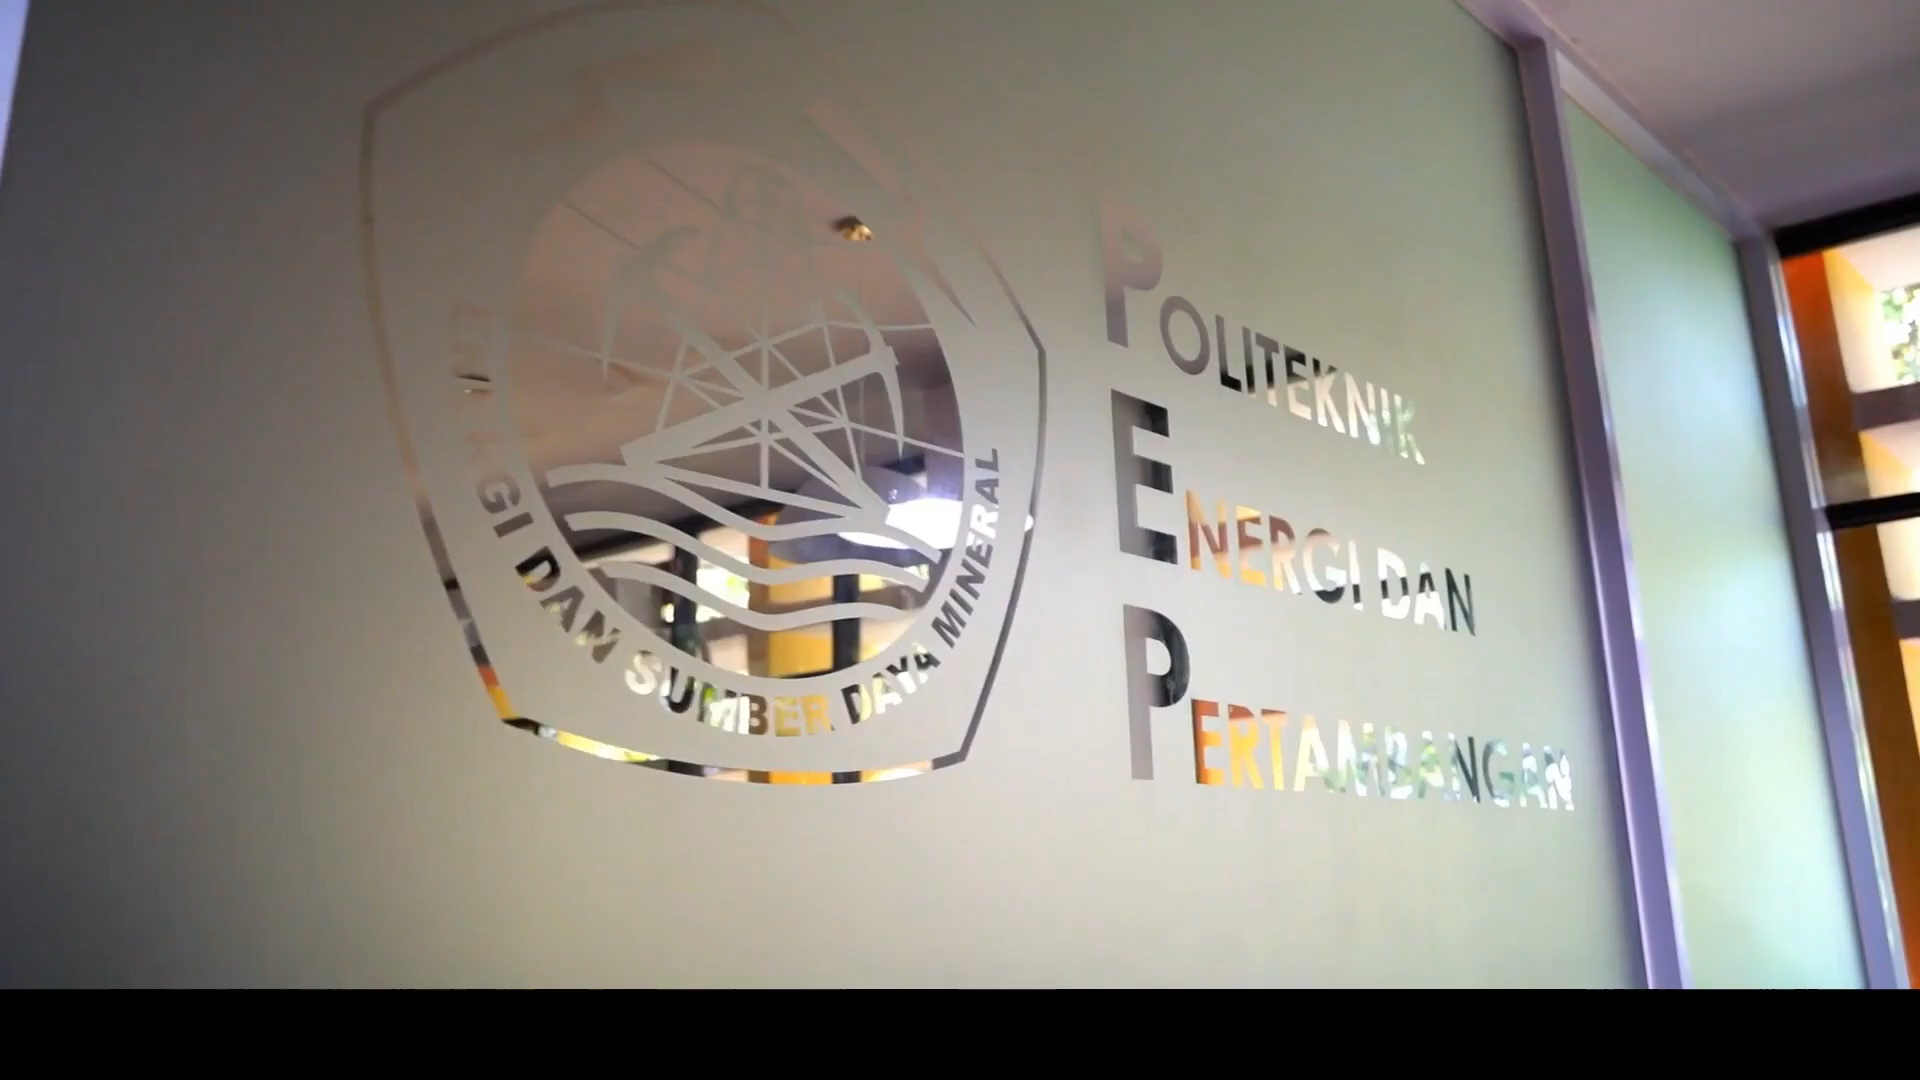 ENERGI DAN SUMBER DAYA MINERAL
POLITEKNIK
ENERGI DAN
PERTAMBANGAN